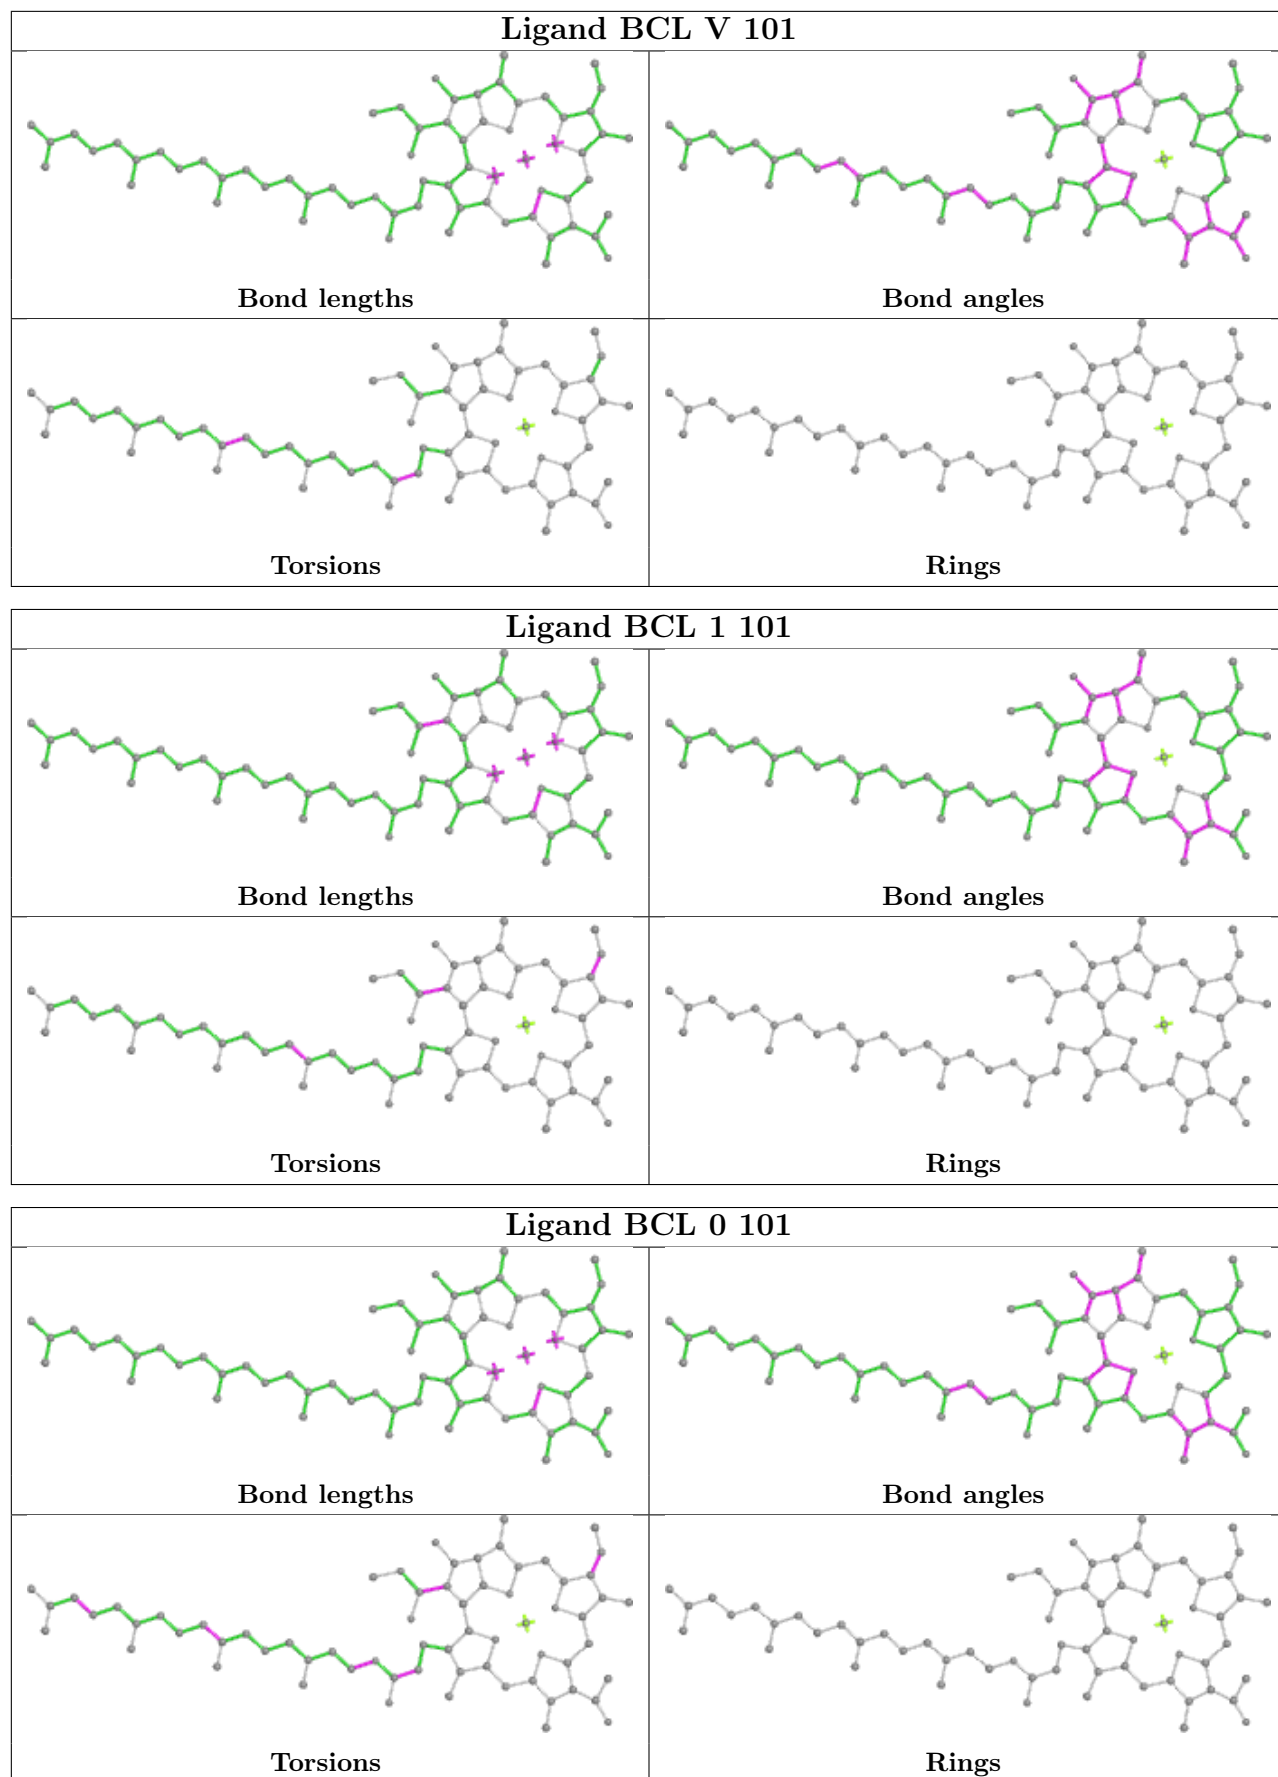 Ligand BCL V 101
Bond lengths
Bond angles
Torsions
Rings
Ligand BCL 1 101
Bond lengths
Bond angles
Torsions
Rings
Ligand BCL 0 101
Bond lengths
Bond angles
Torsions
Rings